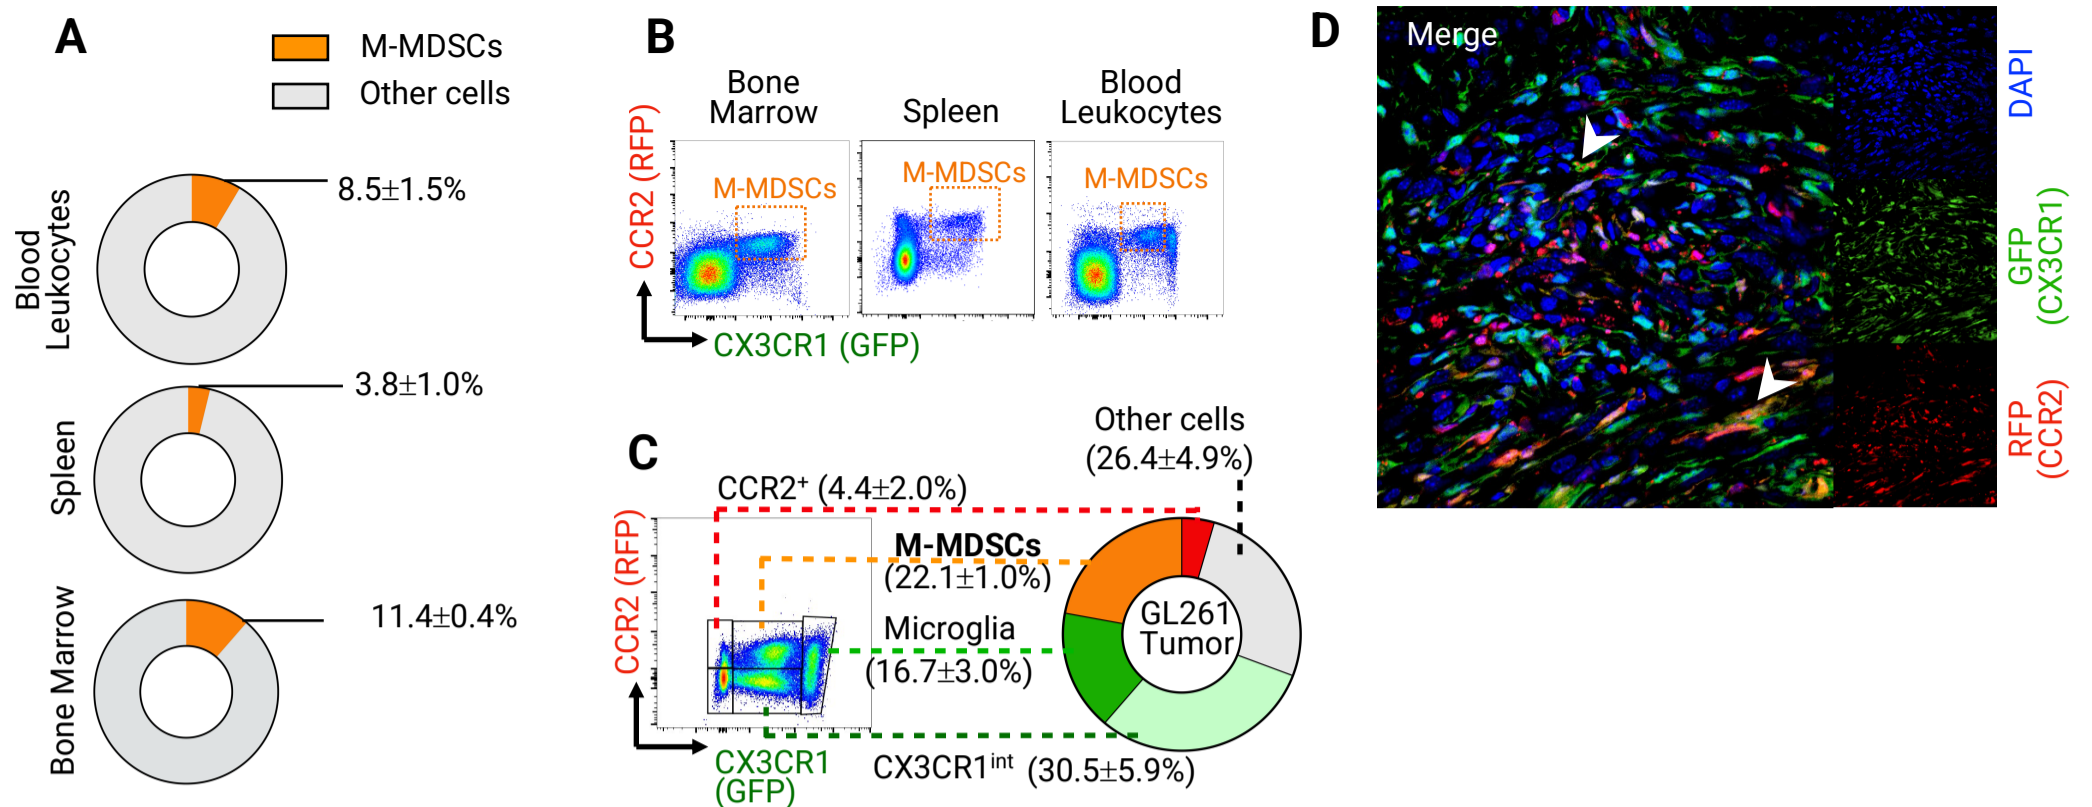 A
M-MDSCs
Other cells
Blood
Leukocytes
8.5±1.5%
Spleen
3.8±1.0%
Bone Marrow
11.4±0.4%
B
Bone
Marrow
Spleen
Blood
Leukocytes
CCR2 (RFP)
M-MDSCs
M-MDSCs
M-MDSCs
CX3CR1 (GFP)
C
Other cells
(26.4±4.9%)
CCR2⁺ (4.4±2.0%)
CCR2 (RFP)
M-MDSCs
(22.1±1.0%)
Microglia
(16.7±3.0%)
GL261
Tumor
CX3CR1
(GFP)
CX3CR1ⁱⁿᵗ (30.5±5.9%)
D
Merge
DAPI
GFP
(CX3CR1)
RFP
(CCR2)